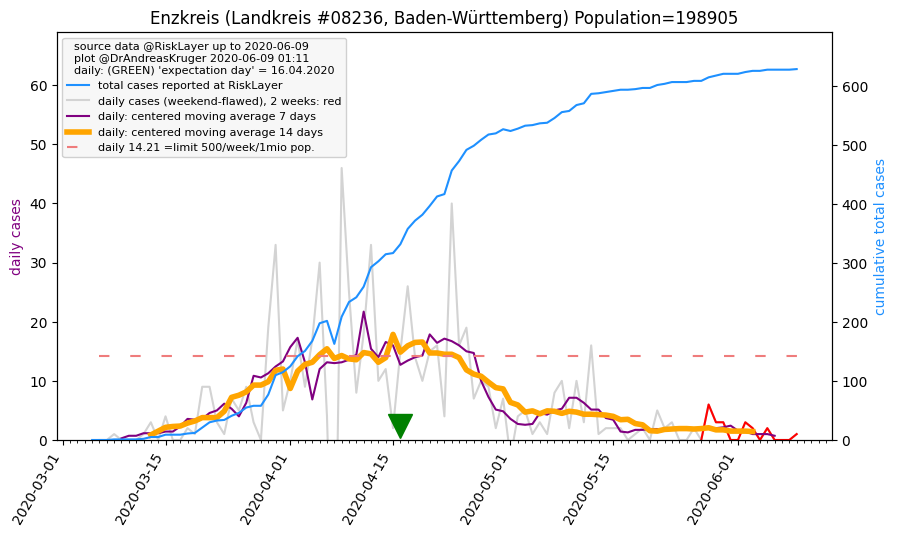 Enzkreis (Landkreis #08236, Baden-Württemberg) Population=198905
source data @RiskLayer up to 2020-06-09
plot @DrAndreasKruger 2020-06-09 01:11
daily: (GREEN) 'expectation day' = 16.04.2020
total cases reported at RiskLayer
daily cases (weekend-flawed), 2 weeks: red
daily: centered moving average 7 days
daily: centered moving average 14 days
daily 14.21 =limit 500/week/1mio pop.
daily cases
60
50
40
30
20
10
0
cumulative total cases
600
500
400
300
200
100
0
2020-03-01
2020-03-15
2020-04-01
2020-04-15
2020-05-01
2020-05-15
2020-06-01